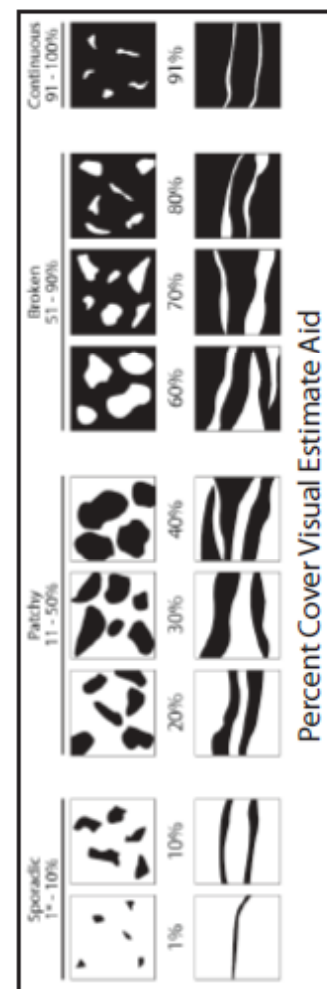 Sporadic
1* - 10%
Patchy
11 - 50%
Broken
51 - 90%
Continuous
91 - 100%
1%
10%
20%
30%
40%
60%
70%
80%
91%
Percent Cover Visual Estimate Aid